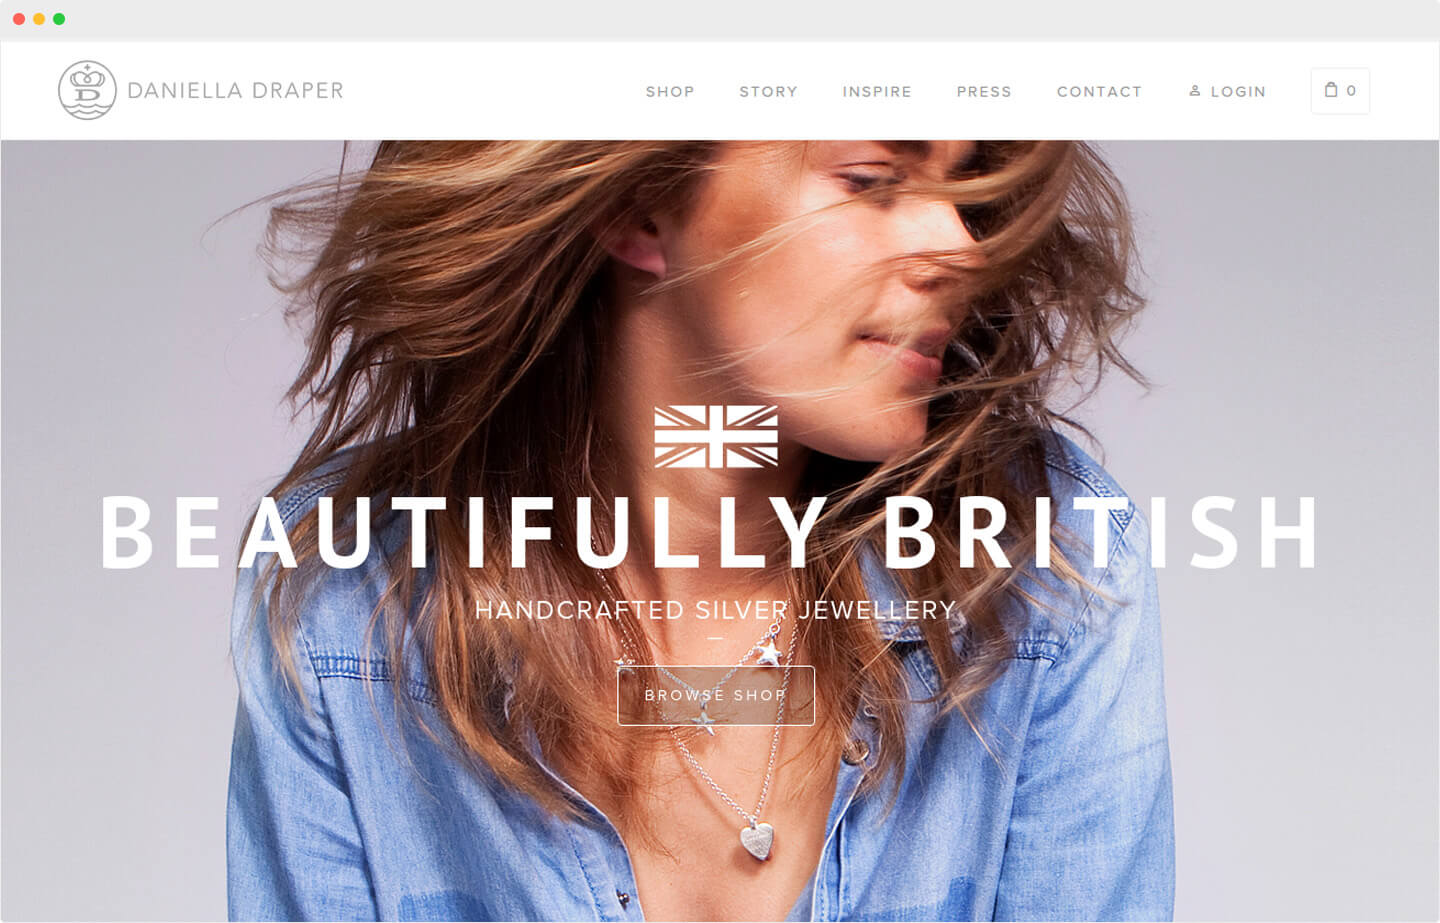 DANIELLA DRAPER
SHOP STORY INSPIRE PRESS CONTACT LOGIN 0
BEAUTIFULLY BRITISH
HANDCRAFTED SILVER JEWELLERY
BROWSE SHOP